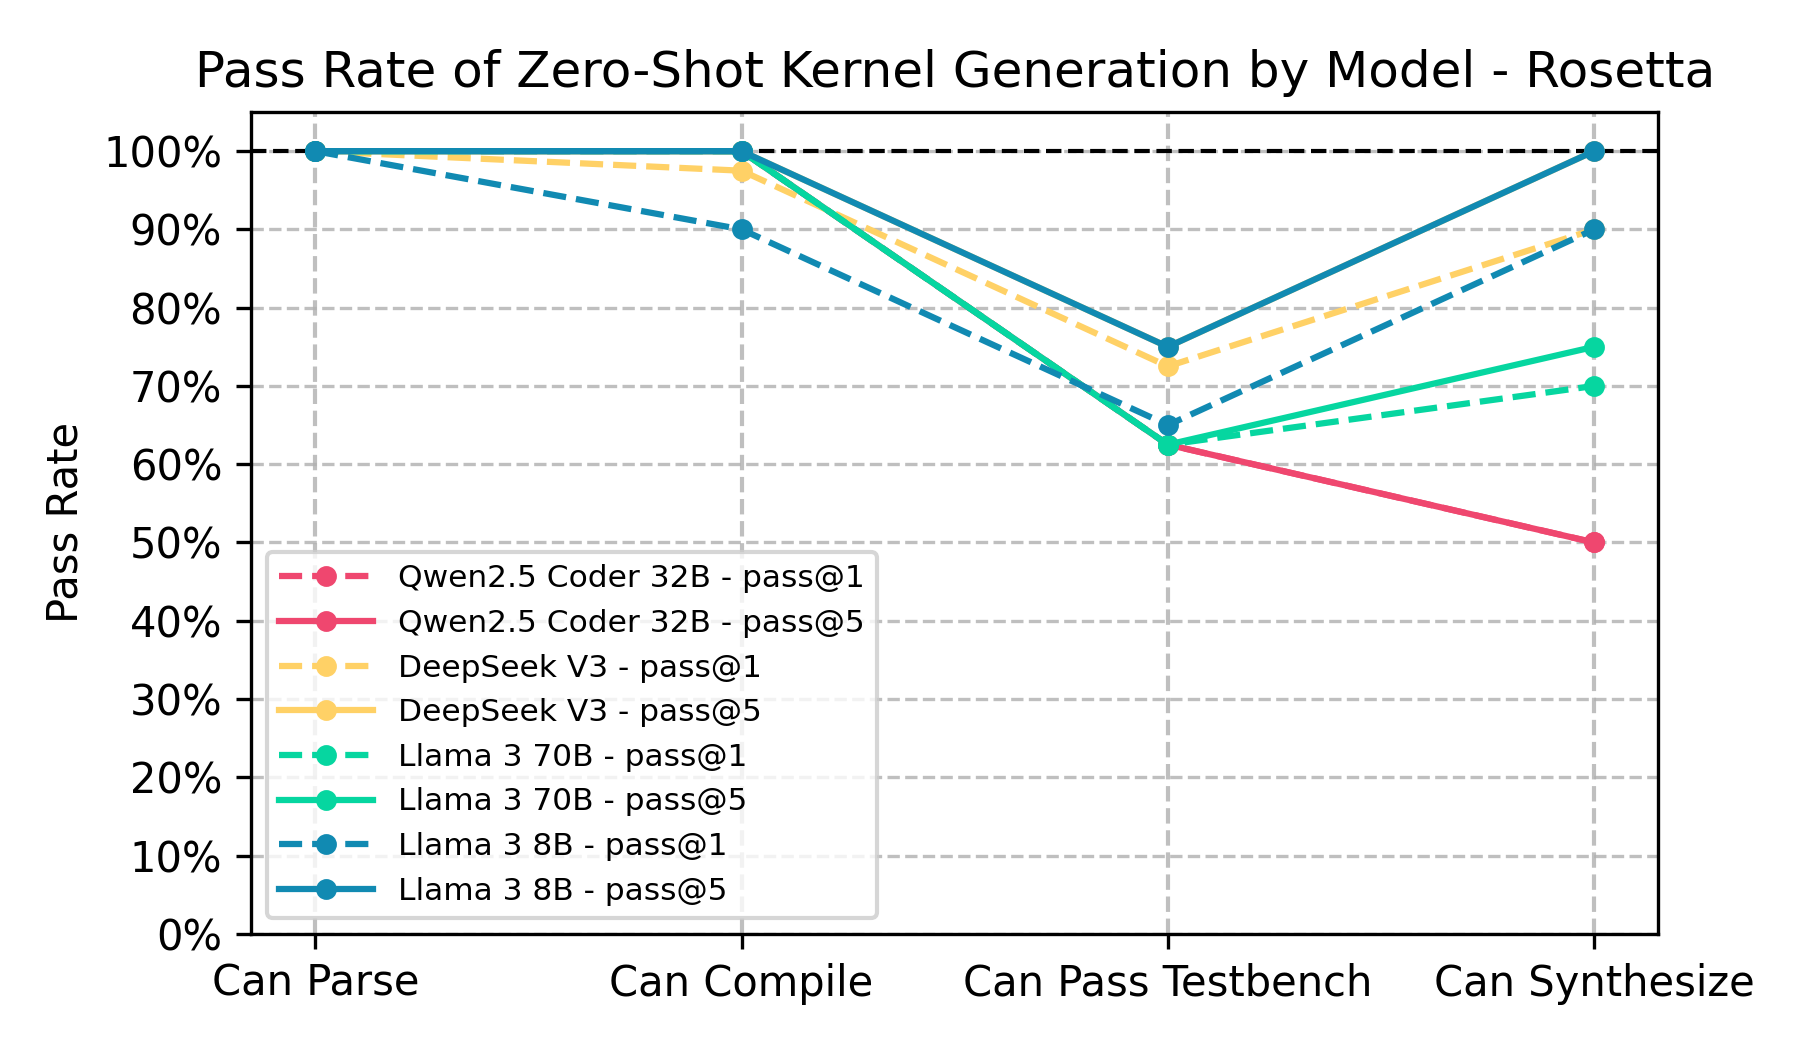 Pass Rate of Zero-Shot Kernel Generation by Model - Rosetta
Pass Rate
100%
90%
80%
70%
60%
50%
40%
30%
20%
10%
0%
Qwen2.5 Coder 32B - pass@1
Qwen2.5 Coder 32B - pass@5
DeepSeek V3 - pass@1
DeepSeek V3 - pass@5
Llama 3 70B - pass@1
Llama 3 70B - pass@5
Llama 3 8B - pass@1
Llama 3 8B - pass@5
Can Parse
Can Compile
Can Pass Testbench
Can Synthesize